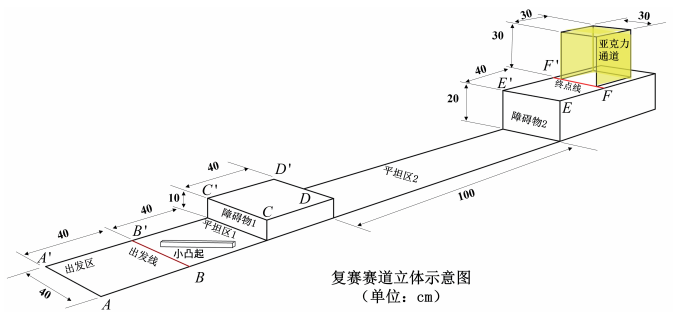 30
30
30
亚克力
通道
F'
40
终点线
F
E'
20
E
障碍物2
D'
40
平坦区2
100
C'
D
10
障碍物1
C
40
平坦区1
40
B'
小凸起
A'
出发区
出发线
B
40
A
复赛赛道立体示意图
（单位：cm）